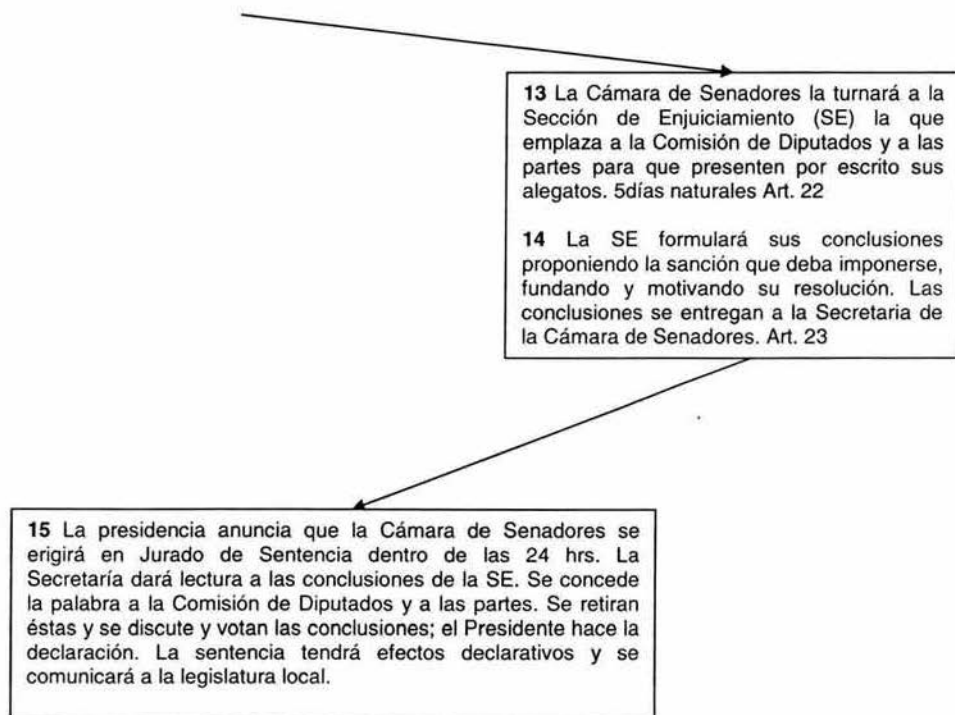 13 La Cámara de Senadores la turnará a la
Sección de Enjuiciamiento (SE) la que
emplaza a la Comisión de Diputados y a las
partes para que presenten por escrito sus
alegatos. 5días naturales Art. 22
14 La SE formulará sus conclusiones
proponiendo la sanción que deba imponerse,
fundando y motivando su resolución. Las
conclusiones se entregan a la Secretaria de
la Cámara de Senadores. Art. 23
15 La presidencia anuncia que la Cámara de Senadores se
erigirá en Jurado de Sentencia dentro de las 24 hrs. La
Secretaría dará lectura a las conclusiones de la SE. Se concede
la palabra a la Comisión de Diputados y a las partes. Se retiran
éstas y se discute y votan las conclusiones; el Presidente hace la
declaración. La sentencia tendrá efectos declarativos y se
comunicará a la legislatura local.